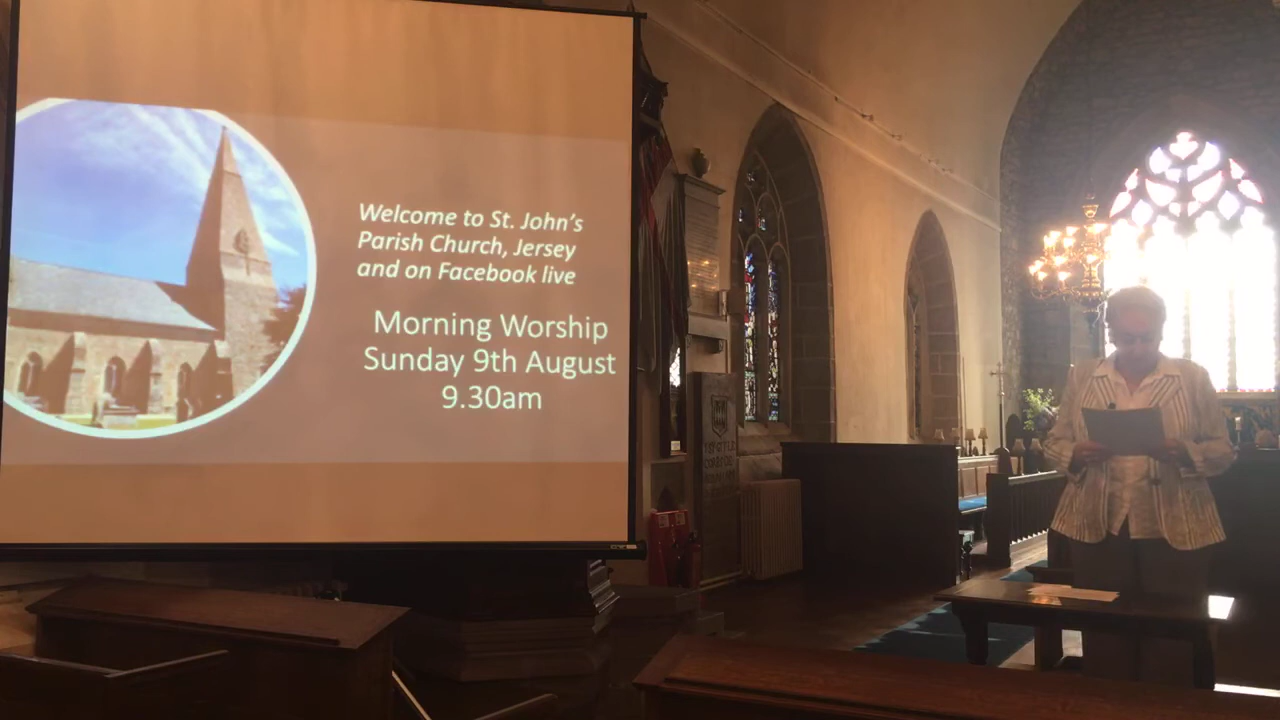 Welcome to St. John's
Parish Church, Jersey
and on Facebook live
Morning Worship
Sunday 9th August
9.30am